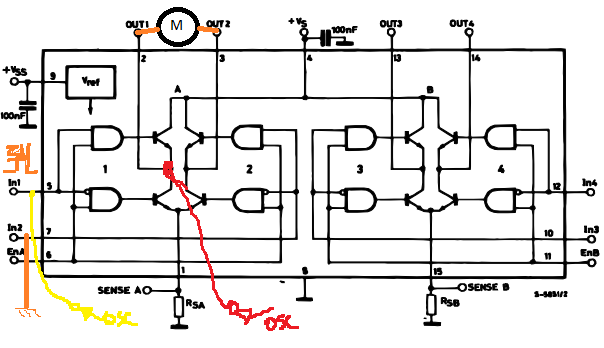 OUT1 M OUT2 +VS 100nF OUT3 OUT4
2 3 4 13 14
+VSS 9 Vref
100nF
A B
1 2 3 4
In1 5 12 In4
In2 7 10 In3
EnA 6 11 EnB
1 8 15
SENSE A SENSE B S-5851/2
RSA RSB
OSC OSC